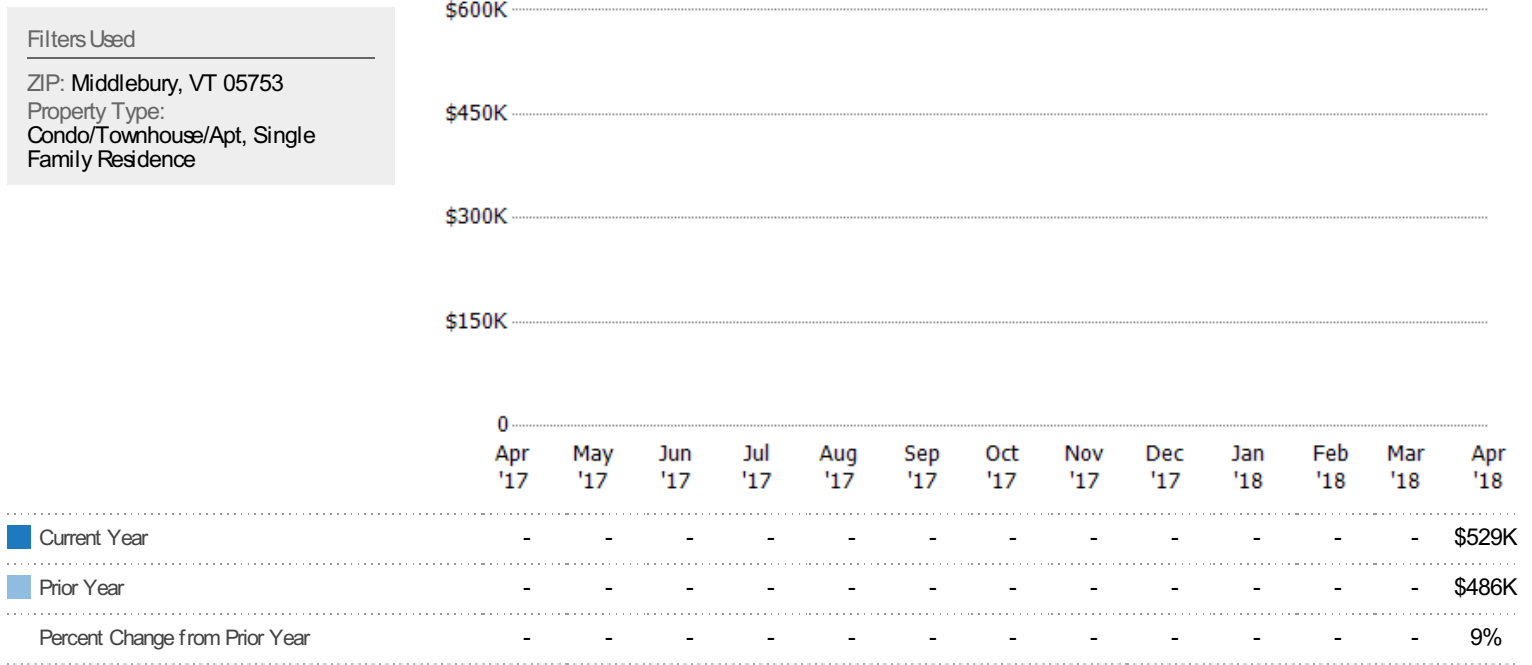 Filters Used
ZIP: Middlebury, VT 05753
Property Type:
Condo/Townhouse/Apt, Single
Family Residence
$600K
$450K
$300K
$150K
0
Apr May Jun Jul Aug Sep Oct Nov Dec Jan Feb Mar Apr
'17 '17 '17 '17 '17 '17 '17 '17 '17 '18 '18 '18 '18
Current Year - - - - - - - - - - - - $529K
Prior Year - - - - - - - - - - - - $486K
Percent Change from Prior Year - - - - - - - - - - - - 9%